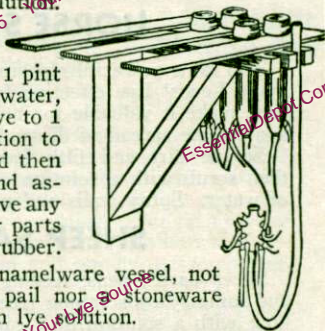 lution.
1 pint
water,
ve to 1
tion to
d then
nd as-
ve any
r parts
rubber.
namelware vessel, not
pail nor a stoneware
n lye solution.
EssentialDepot.Com
Your Lye Source